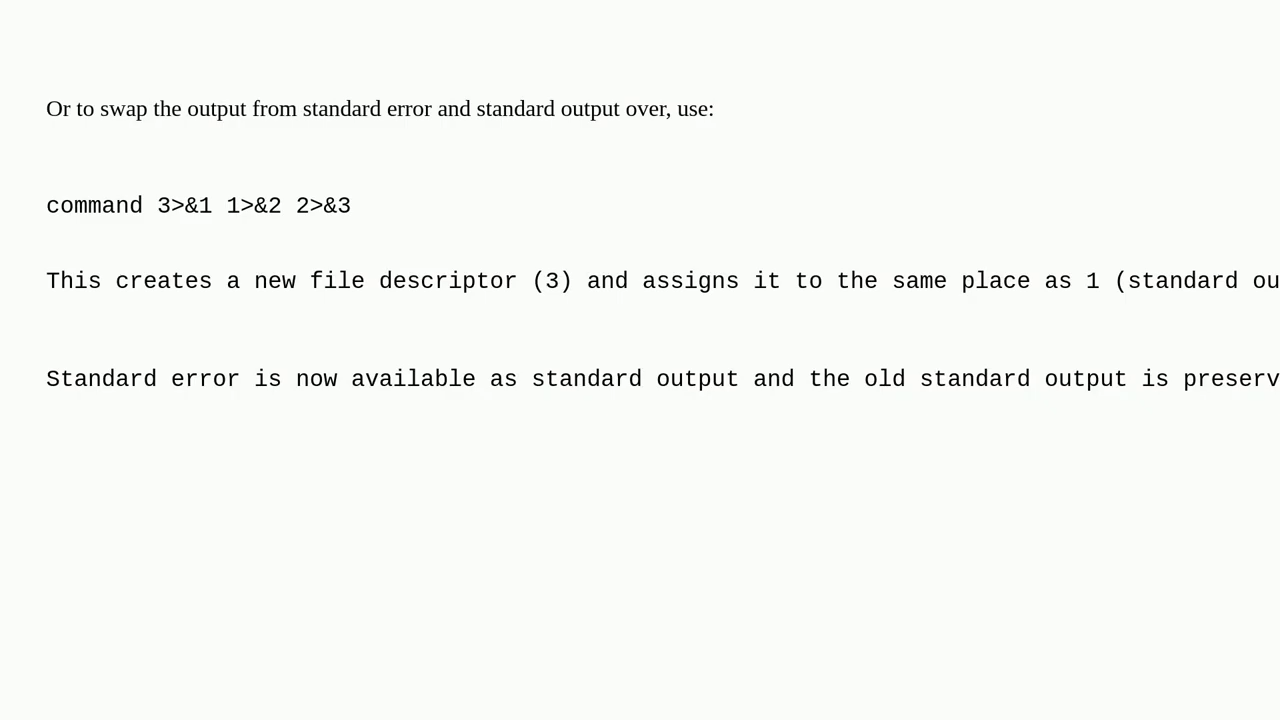 Or to swap the output from standard error and standard output over, use:
command 3>&1 1>&2 2>&3
This creates a new file descriptor (3) and assigns it to the same place as 1 (standard
Standard error is now available as standard output and the old standard output is